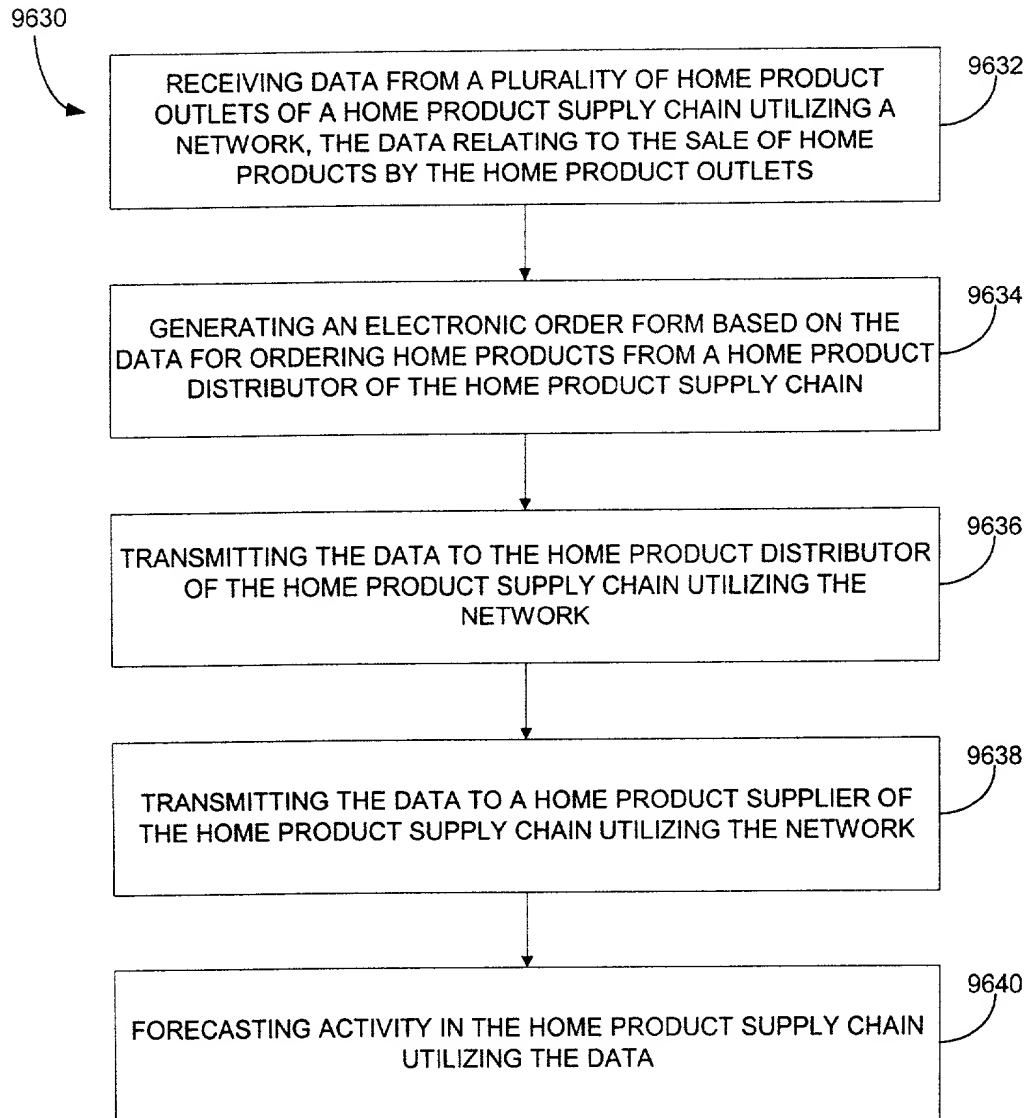 9630
RECEIVING DATA FROM A PLURALITY OF HOME PRODUCT
OUTLETS OF A HOME PRODUCT SUPPLY CHAIN UTILIZING A
NETWORK, THE DATA RELATING TO THE SALE OF HOME
PRODUCTS BY THE HOME PRODUCT OUTLETS
9632
GENERATING AN ELECTRONIC ORDER FORM BASED ON THE
DATA FOR ORDERING HOME PRODUCTS FROM A HOME PRODUCT
DISTRIBUTOR OF THE HOME PRODUCT SUPPLY CHAIN
9634
TRANSMITTING THE DATA TO THE HOME PRODUCT DISTRIBUTOR
OF THE HOME PRODUCT SUPPLY CHAIN UTILIZING THE
NETWORK
9636
TRANSMITTING THE DATA TO A HOME PRODUCT SUPPLIER OF
THE HOME PRODUCT SUPPLY CHAIN UTILIZING THE NETWORK
9638
FORECASTING ACTIVITY IN THE HOME PRODUCT SUPPLY CHAIN
UTILIZING THE DATA
9640